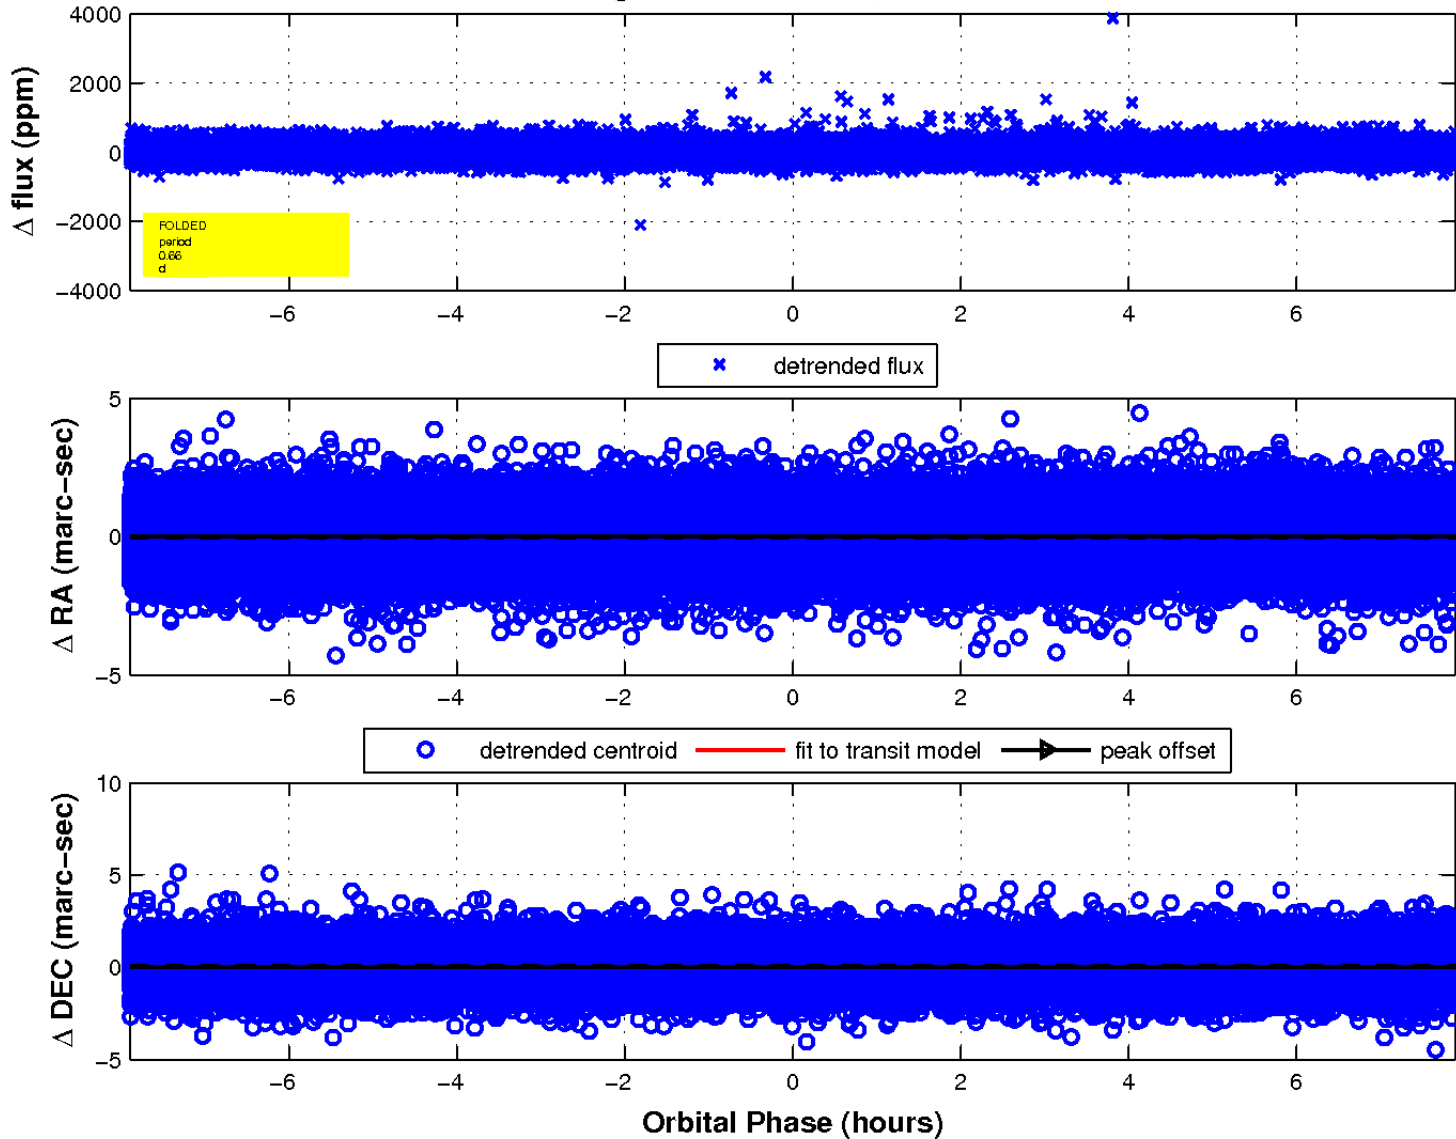 4000
2000
0
−2000
−4000
Δ flux (ppm)
FOLDED
period
0.66
d
−6 −4 −2 0 2 4 6
detrended flux
5
0
−5
Δ RA (marc−sec)
−6 −4 −2 0 2 4 6
detrended centroid fit to transit model peak offset
10
5
0
−5
Δ DEC (marc−sec)
−6 −4 −2 0 2 4 6
Orbital Phase (hours)